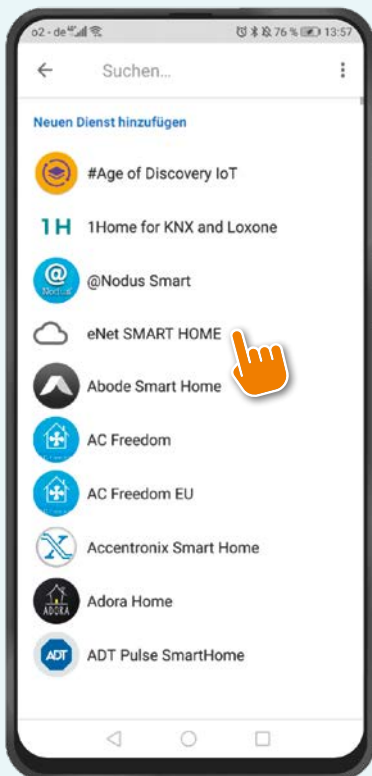 o2 - de 76 % 13:57
Suchen...
Neuen Dienst hinzufügen
#Age of Discovery IoT
1H 1Home for KNX and Loxone
@ Nodus @Nodus Smart
eNet SMART HOME
Abode Smart Home
AC Freedom
AC Freedom EU
Accentronix Smart Home
ADORA Adora Home
ADT ADT Pulse SmartHome